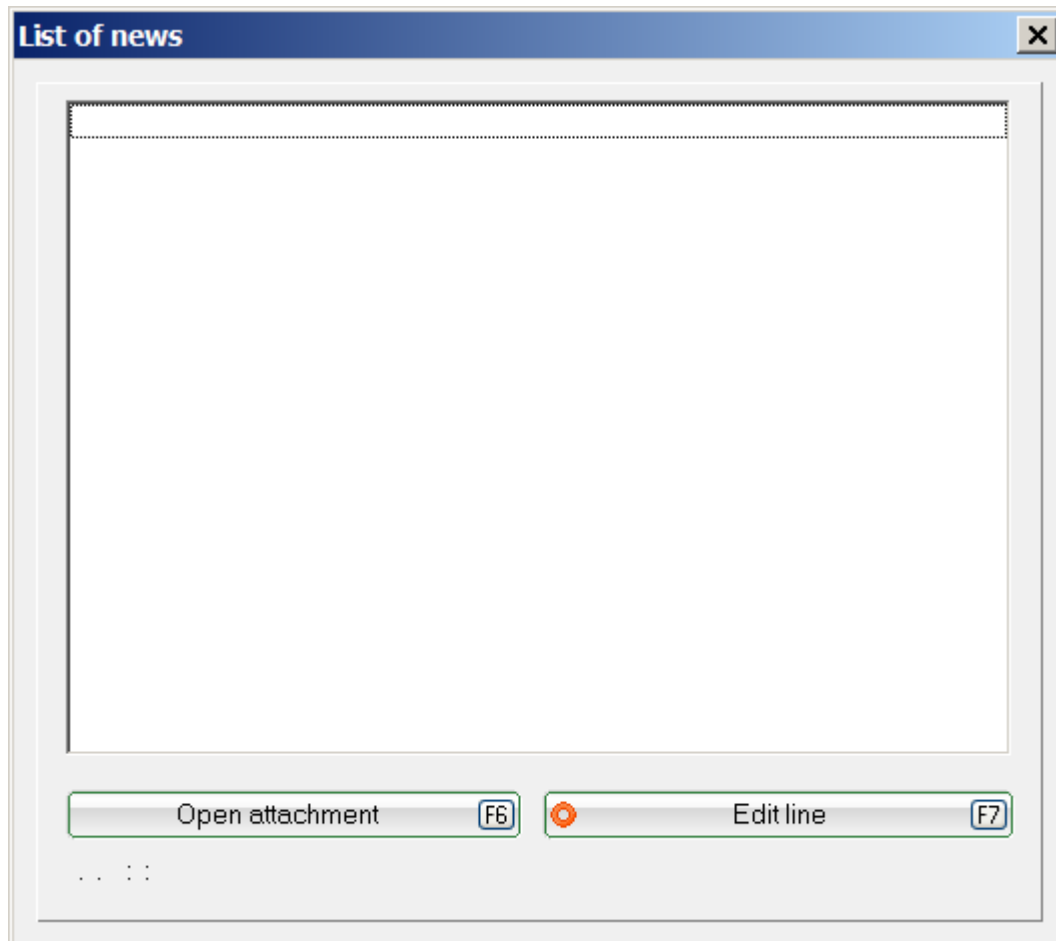 List of news
Open attachment F6
Edit line F7
. . : :